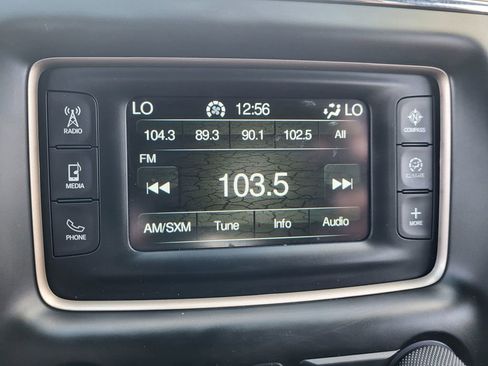 LO 12:56 LO
104.3 89.3 90.1 102.5 All
FM
103.5
AM/SXM Tune Info Audio
RADIO
MEDIA
PHONE
N
COMPASS
CLIMATE
MORE